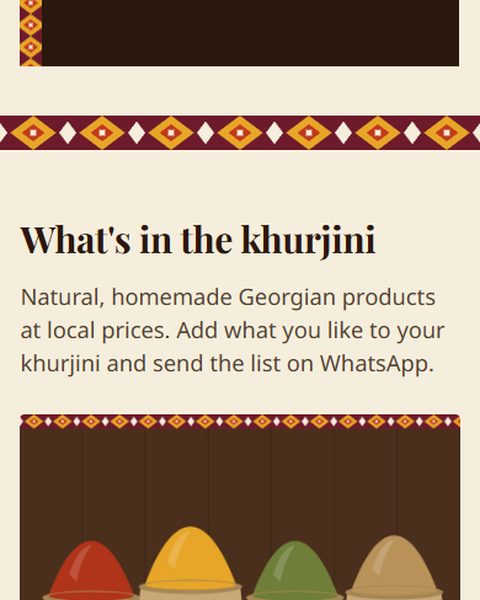 What's in the khurjini
Natural, homemade Georgian products
at local prices. Add what you like to your
khurjini and send the list on WhatsApp.